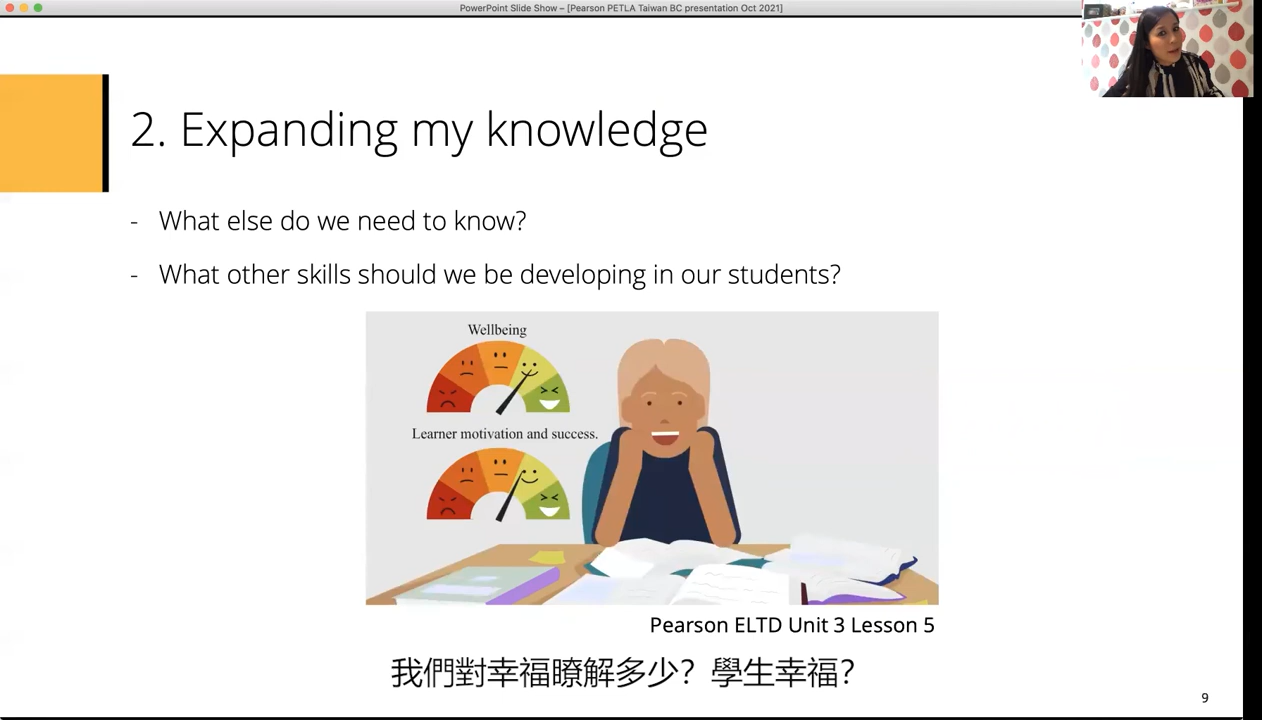 PowerPoint Slide Show – [Pearson PETLA Taiwan BC presentation Oct 2021]
2. Expanding my knowledge
- What else do we need to know?
- What other skills should we be developing in our students?
Wellbeing
Learner motivation and success.
Pearson ELTD Unit 3 Lesson 5
我們對幸福瞭解多少？學生幸福？
9